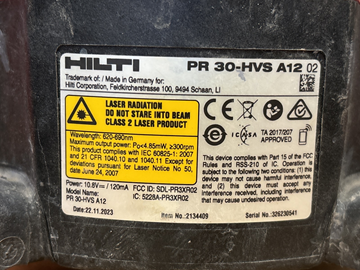 HILTI
PR 30-HVS A12 02
Trademark of: / Made in Germany for:
Hilti Corporation, Feldkircherstrasse 100, 9494 Schaan, LI
LASER RADIATION
DO NOT STARE INTO BEAM
CLASS 2 LASER PRODUCT
Wavelength: 620-690nm
Maximum output power: Po<4.85mW, ≥300rpm
This product complies with IEC 60825-1: 2007
and 21 CFR 1040.10 and 1040.11 Except for
deviations pursuant to Laser Notice No 50,
date June 24, 2007
CE
FC
ICASA
TA 2017/207
APPROVED
This device complies with Part 15 of the FCC
Rules and RSS-210 of IC. Operation is
subject to the following two conditions: (1) this
device may not cause harmful interference,
and (2) this device must accept any
interference received, including interference
that may cause undesired operation.
Power: 10.8V⎓/ 120mA
FCC ID: SDL-PR3XR02
Model Name:
PR 30-HVS A12
IC: 5228A-PR3XR02
Date: 22.11.2023
Item No: 2134409
Serial No: 326230541